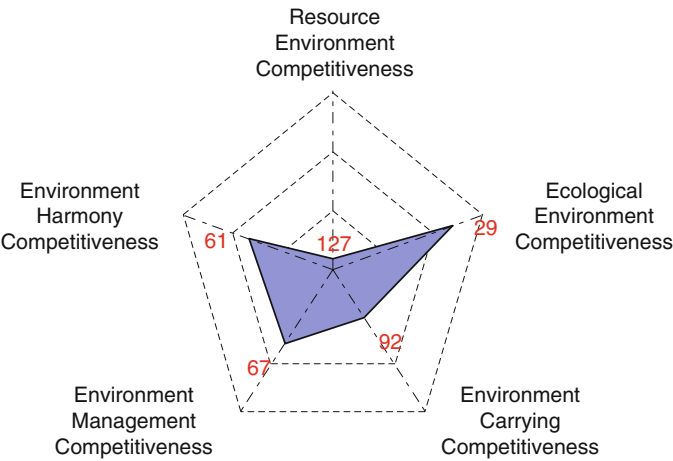 Resource
Environment
Competitiveness
Environment
Harmony
Competitiveness
61
127
29
Ecological
Environment
Competitiveness
92
67
Environment
Management
Competitiveness
Environment
Carrying
Competitiveness